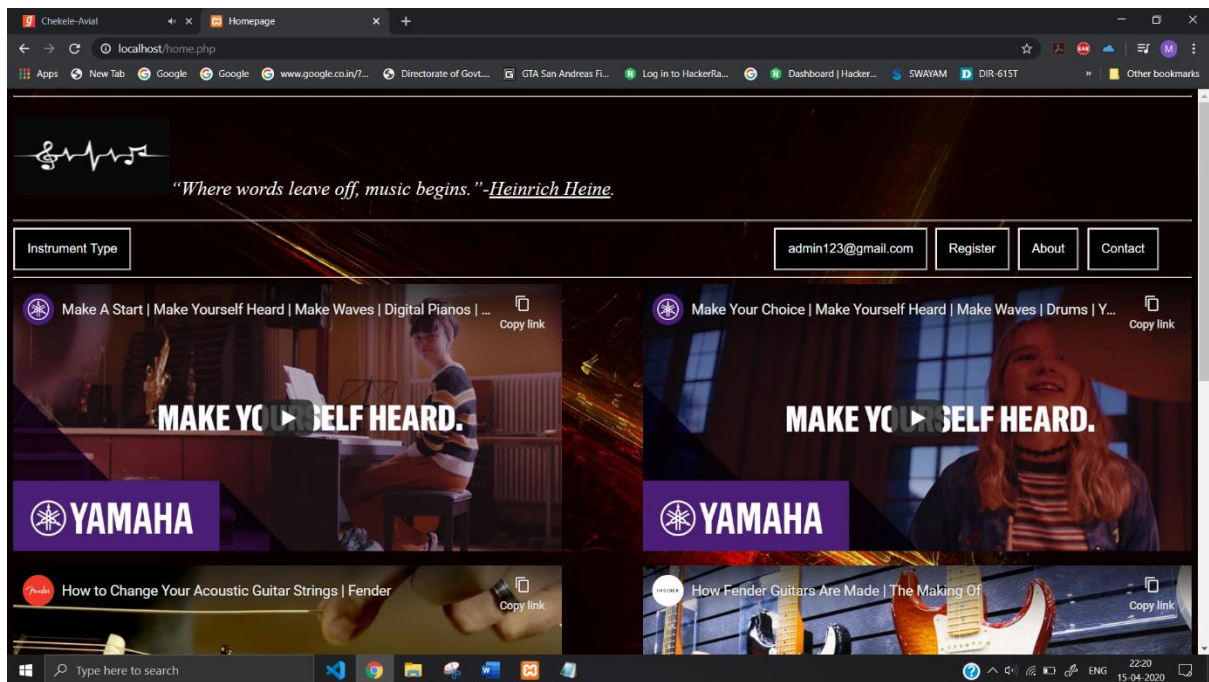 Chekele-Avial
Homepage
localhost/home.php
Apps New Tab Google Google www.google.co.in/?... Directorate of Govt.... GTA San Andreas Fi... Log in to HackerRa... Dashboard | Hacker... SWAYAM DIR-615T » Other bookmarks
“Where words leave off, music begins.”-Heinrich Heine.
Instrument Type admin123@gmail.com Register About Contact
Make A Start | Make Yourself Heard | Make Waves | Digital Pianos | ...
Copy link
MAKE YOURSELF HEARD.
YAMAHA
Make Your Choice | Make Yourself Heard | Make Waves | Drums | Y...
Copy link
MAKE YOURSELF HEARD.
YAMAHA
Fender
How to Change Your Acoustic Guitar Strings | Fender
Copy link
INSIDER
How Fender Guitars Are Made | The Making Of
Copy link
Type here to search
ENG
22:20
15-04-2020